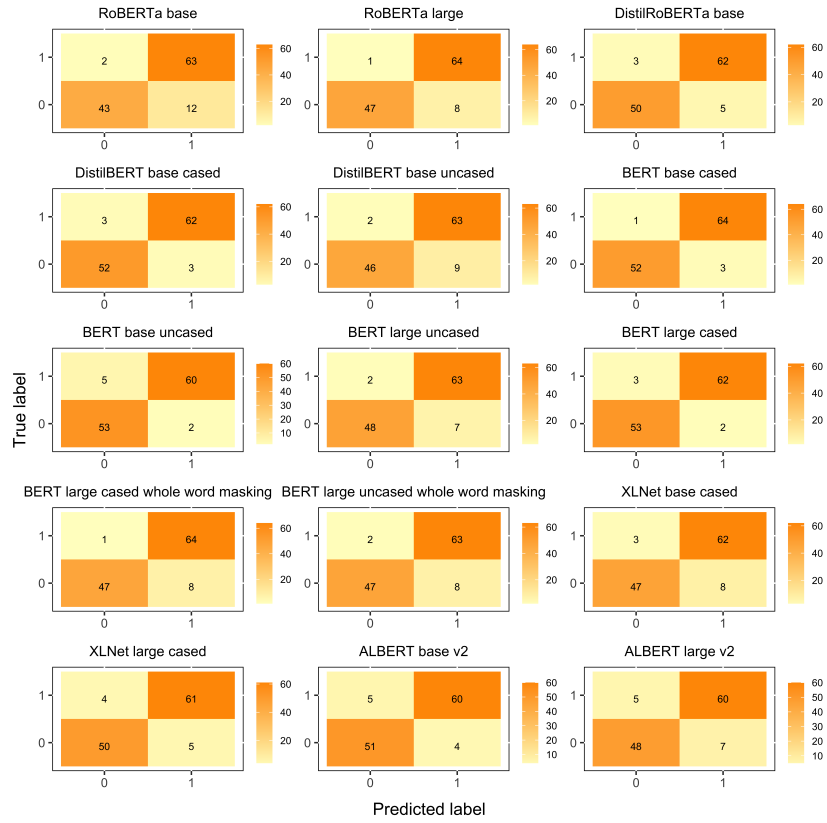 RoBERTa base
RoBERTa large
DistilRoBERTa base
1 2 63 60 40 20
0 43 12
0 1
1 1 64 60 40 20
0 47 8
0 1
1 3 62 60 40 20
0 50 5
0 1
DistilBERT base cased
DistilBERT base uncased
BERT base cased
1 3 62 60 40 20
0 52 3
0 1
1 2 63 60 40 20
0 46 9
0 1
1 1 64 60 40 20
0 52 3
0 1
BERT base uncased
BERT large uncased
BERT large cased
1 5 60 60 50 40 30 20 10
0 53 2
0 1
1 2 63 60 40 20
0 48 7
0 1
1 3 62 60 40 20
0 53 2
0 1
True label
BERT large cased whole word masking
BERT large uncased whole word masking
XLNet base cased
1 1 64 60 40 20
0 47 8
0 1
1 2 63 60 40 20
0 47 8
0 1
1 3 62 60 40 20
0 47 8
0 1
XLNet large cased
ALBERT base v2
ALBERT large v2
1 4 61 60 40 20
0 50 5
0 1
1 5 60 60 50 40 30 20 10
0 51 4
0 1
1 5 60 60 50 40 30 20 10
0 48 7
0 1
Predicted label